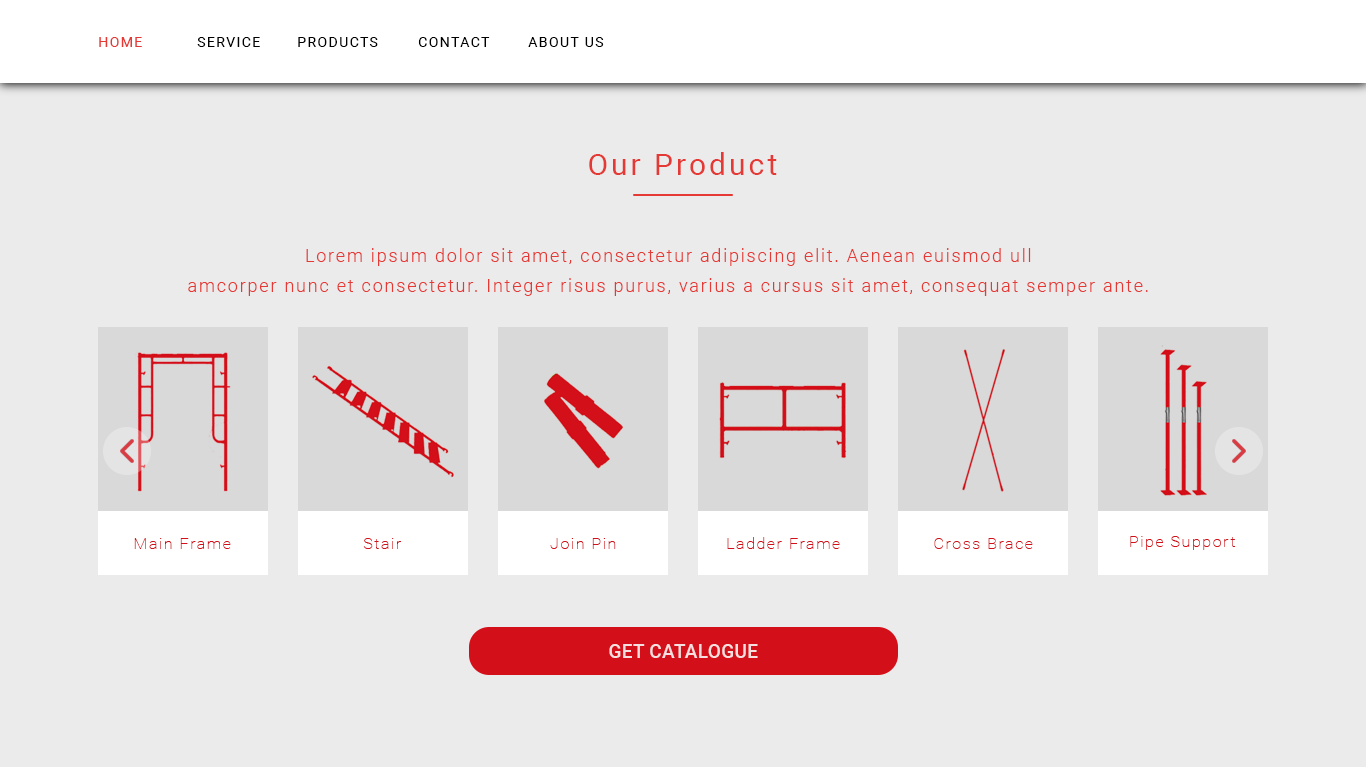 HOME SERVICE PRODUCTS CONTACT ABOUT US
Our Product
Lorem ipsum dolor sit amet, consectetur adipiscing elit. Aenean euismod ull
amcorper nunc et consectetur. Integer risus purus, varius a cursus sit amet, consequat semper ante.
Main Frame Stair Join Pin Ladder Frame Cross Brace Pipe Support
GET CATALOGUE